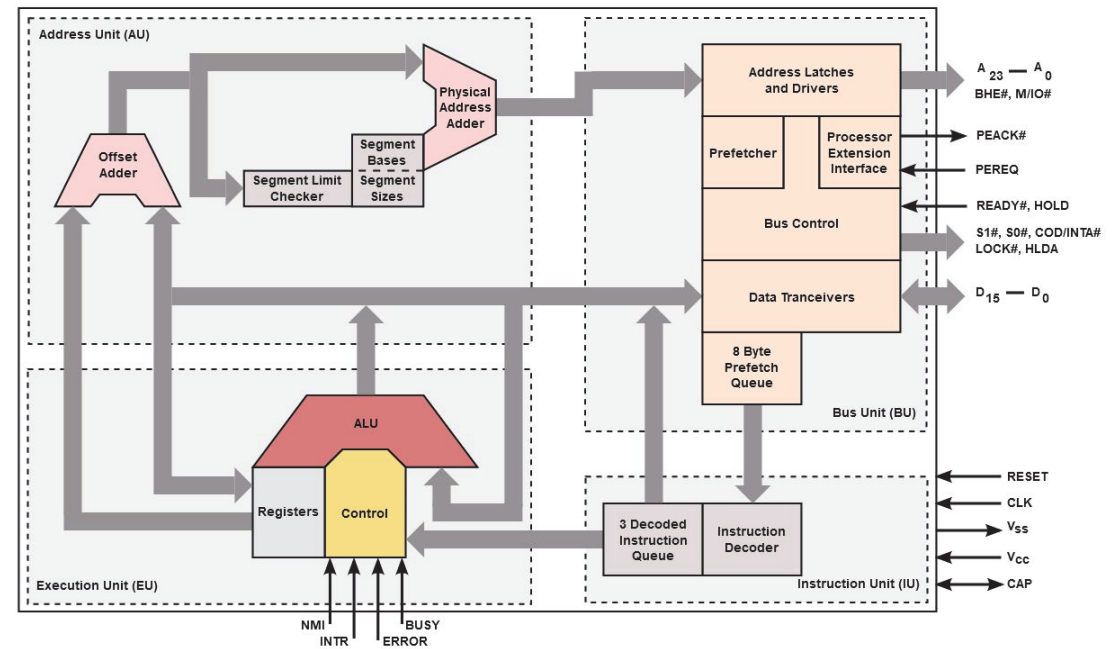 Address Unit (AU)
Offset
Adder
Segment Limit
Checker
Segment
Bases
Segment
Sizes
Physical
Address
Adder
Address Latches
and Drivers
Prefetcher
Processor
Extension
Interface
Bus Control
Data Tranceivers
8 Byte
Prefetch
Queue
Bus Unit (BU)
A23 — A0
BHE#, M/IO#
PEACK#
PEREQ
READY#, HOLD
S1#, S0#, COD/INTA#
LOCK#, HLDA
D15 — D0
ALU
Registers
Control
Execution Unit (EU)
NMI
INTR
ERROR
BUSY
3 Decoded
Instruction
Queue
Instruction
Decoder
Instruction Unit (IU)
RESET
CLK
VSS
VCC
CAP